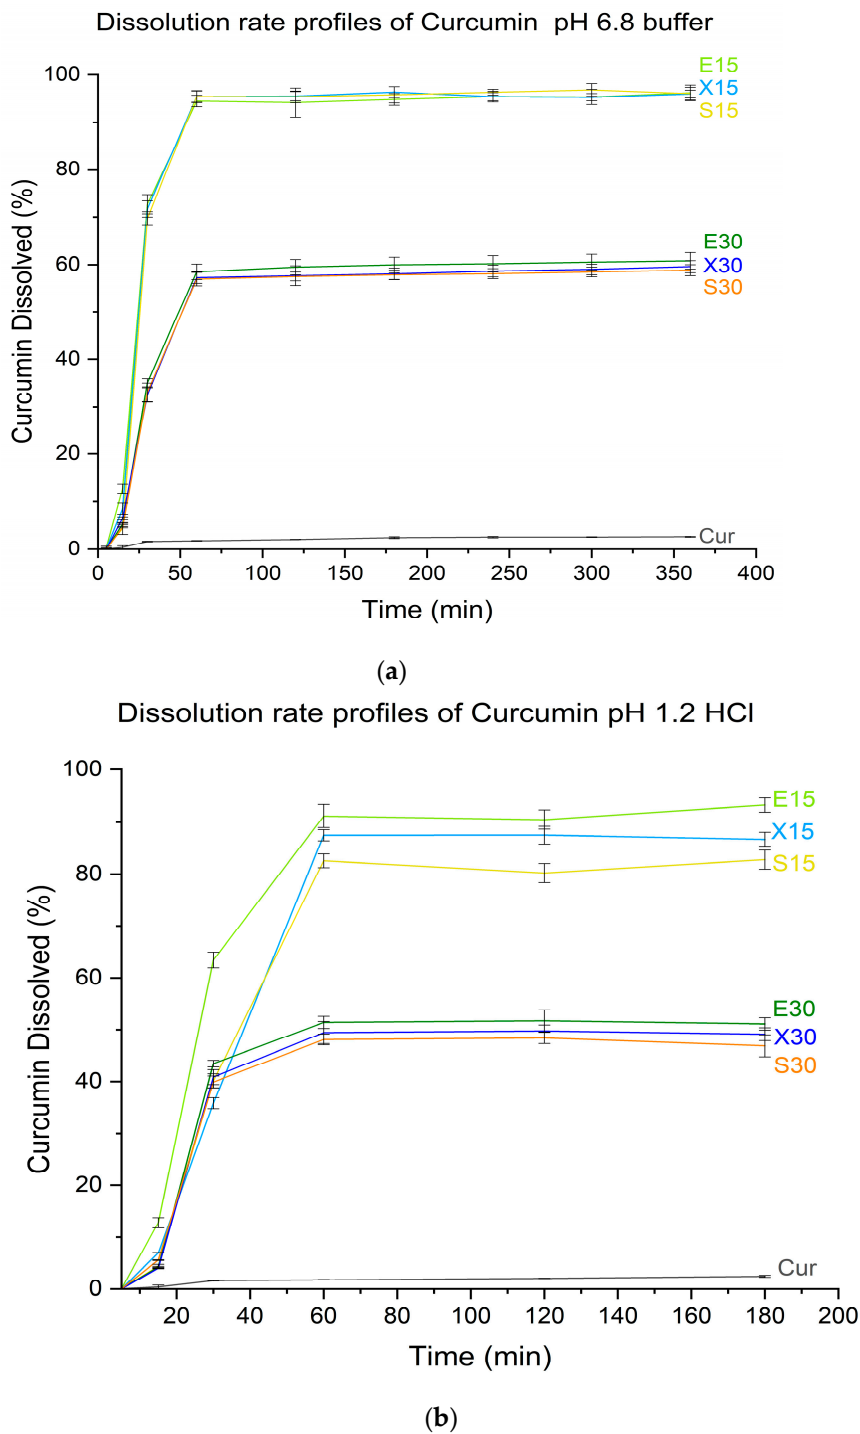 Dissolution rate profiles of Curcumin pH 6.8 buffer
100
80
60
40
20
0
Curcumin Dissolved (%)
E15
X15
S15
E30
X30
S30
Cur
0 50 100 150 200 250 300 350 400
Time (min)
(a)
Dissolution rate profiles of Curcumin pH 1.2 HCl
100
80
60
40
20
0
Curcumin Dissolved (%)
E15
X15
S15
E30
X30
S30
Cur
20 40 60 80 100 120 140 160 180 200
Time (min)
(b)